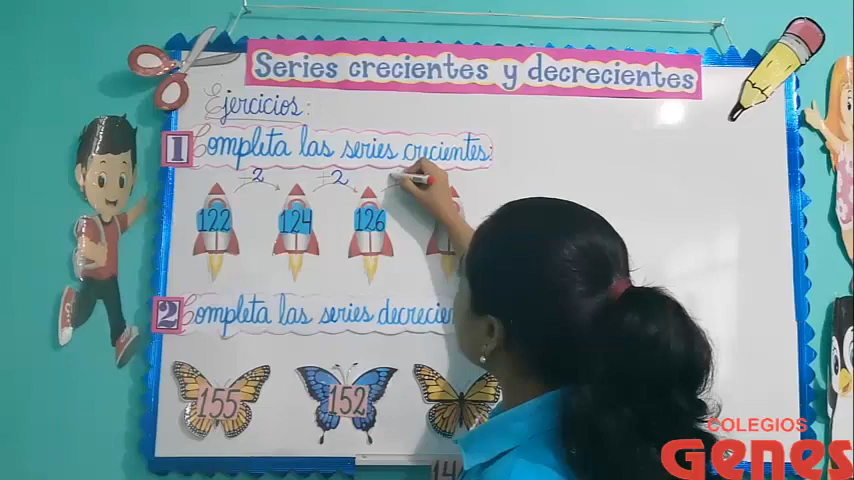 Series crecientes y decrecientes
Ejercicios:
1 Completa las series crecientes:
2 2
122 124 126
2 Completa las series decrecien
155 152
14
COLEGIOS
Genes